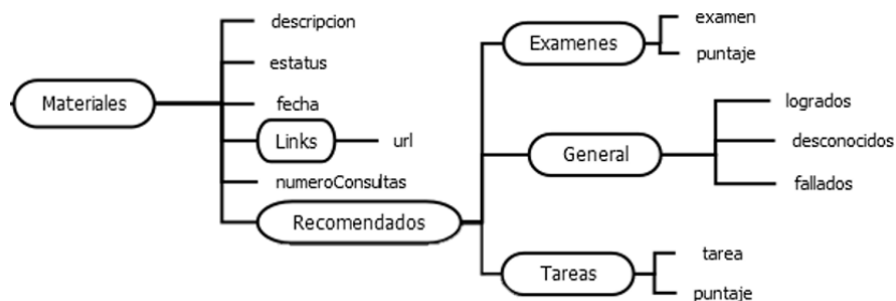 Materiales
descripcion
estatus
fecha
Links
url
numeroConsultas
Recomendados
Examenes
examen
puntaje
General
logrados
desconocidos
fallados
Tareas
tarea
puntaje